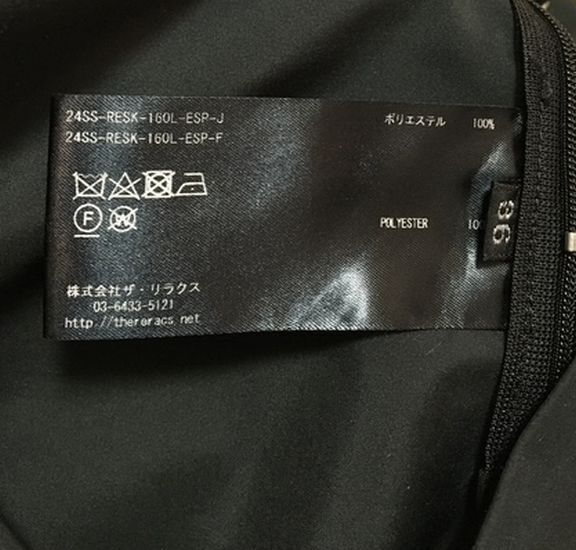 24SS-RESK-160L-ESP-J
24SS-RESK-160L-ESP-F
ポリエステル 100%
POLYESTER 10
36
F
W
株式会社ザ・リラクス
03-6433-5121
http://thereracs.net